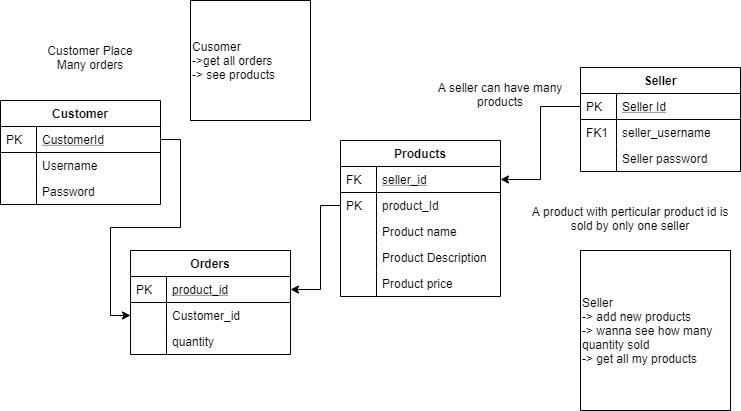 Customer Place
Many orders
Cusomer
->get all orders
-> see products
A seller can have many
products
Seller
PK Seller Id
FK1 seller_username
Seller password
Customer
PK CustomerId
Username
Password
Products
FK seller_id
PK product_Id
Product name
Product Description
Product price
A product with perticular product id is
sold by only one seller
Orders
PK product_id
Customer_id
quantity
Seller
-> add new products
-> wanna see how many
quantity sold
-> get all my products